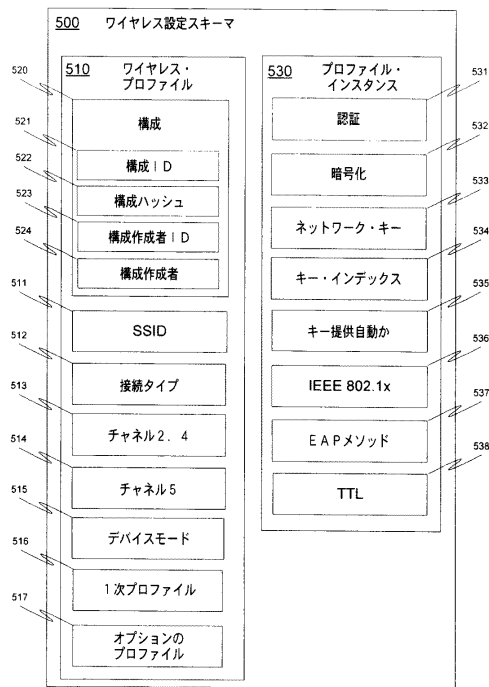 500 ワイヤレス設定スキーマ
510 ワイヤレス・
プロファイル
520
構成
521
構成ID
522
構成ハッシュ
523
構成作成者ID
524
構成作成者
511
SSID
512
接続タイプ
513
チャネル2.4
514
チャネル5
515
デバイスモード
516
1次プロファイル
517
オプションの
プロファイル
530 プロファイル・
インスタンス
531
認証
532
暗号化
533
ネットワーク・キー
534
キー・インデックス
535
キー提供自動か
536
IEEE 802.1x
537
EAPメソッド
538
TTL